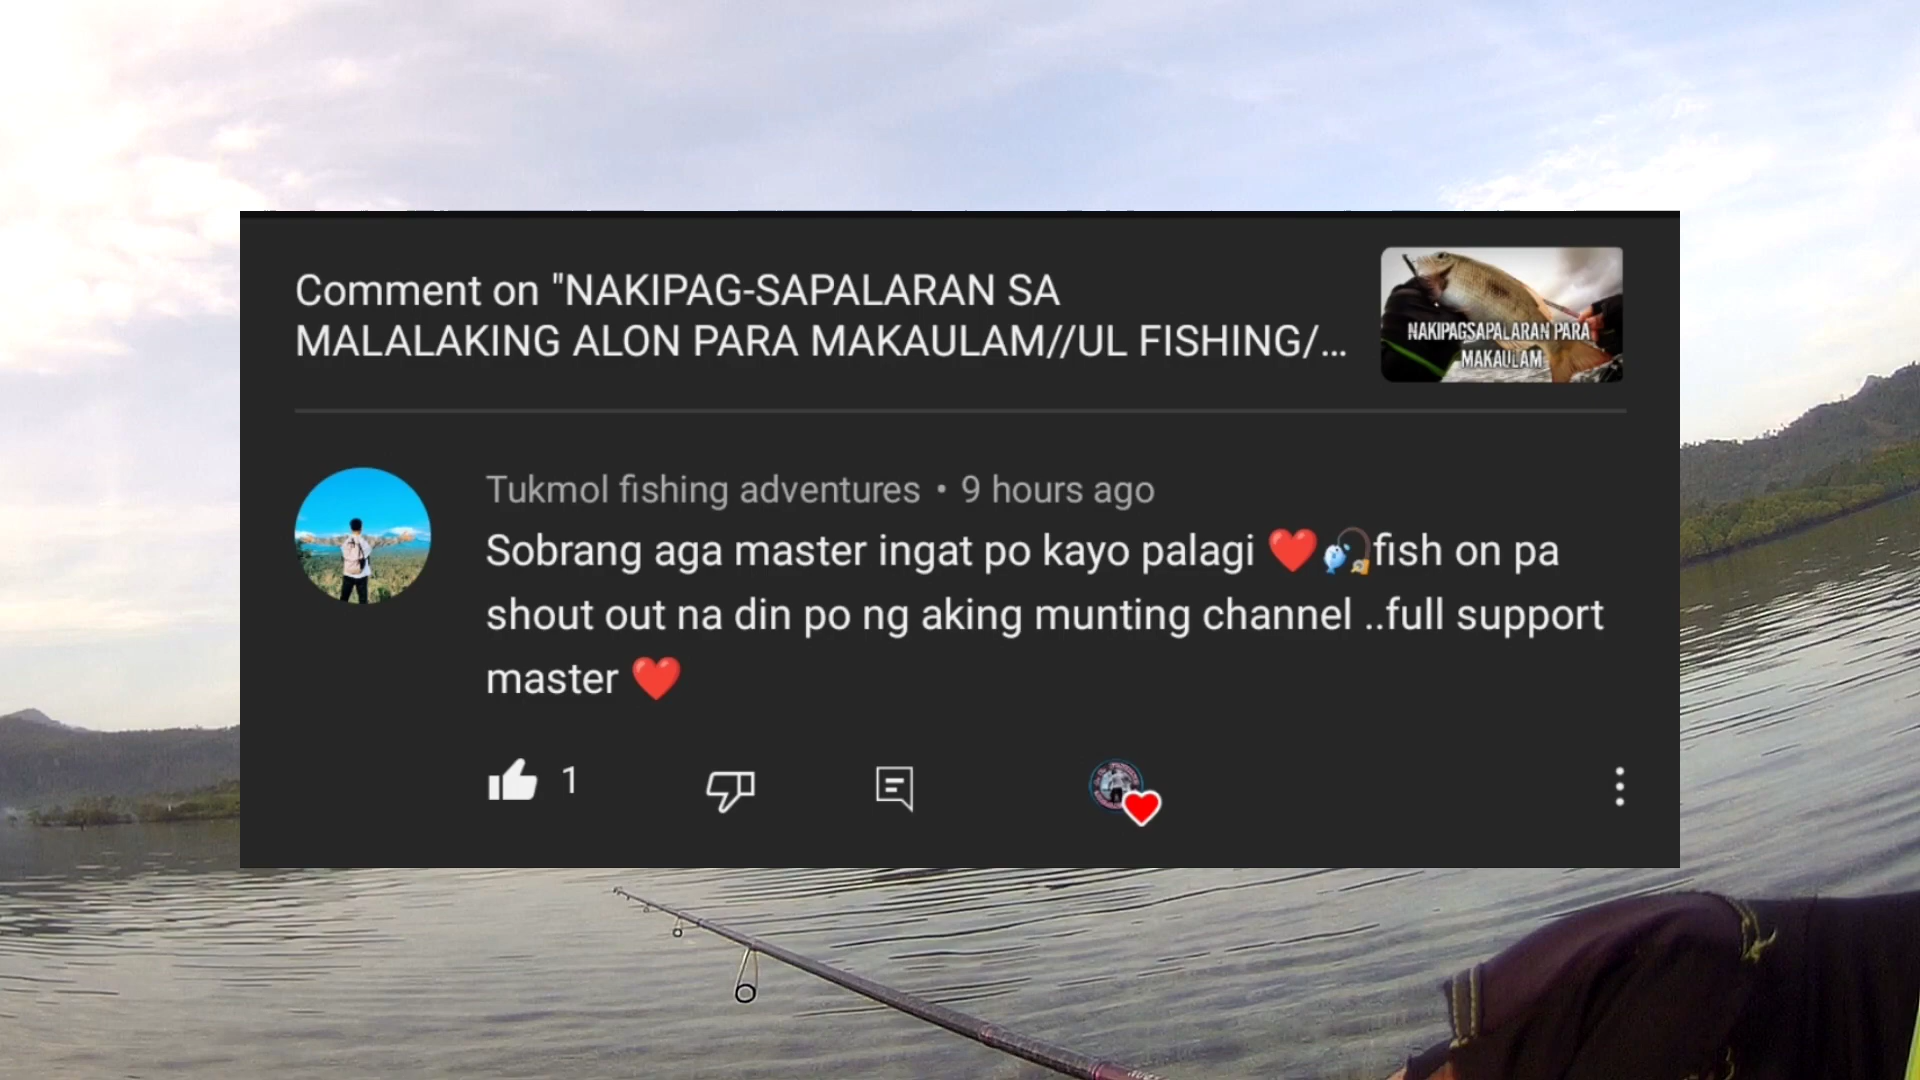 Comment on "NAKIPAG-SAPALARAN SA
MALALAKING ALON PARA MAKAULAM//UL FISHING/...
NAKIPAGSAPALARAN PARA
MAKAULAM
Tukmol fishing adventures • 9 hours ago
Sobrang aga master ingat po kayo palagi ❤️🎣fish on pa
shout out na din po ng aking munting channel ..full support
master ❤️
1